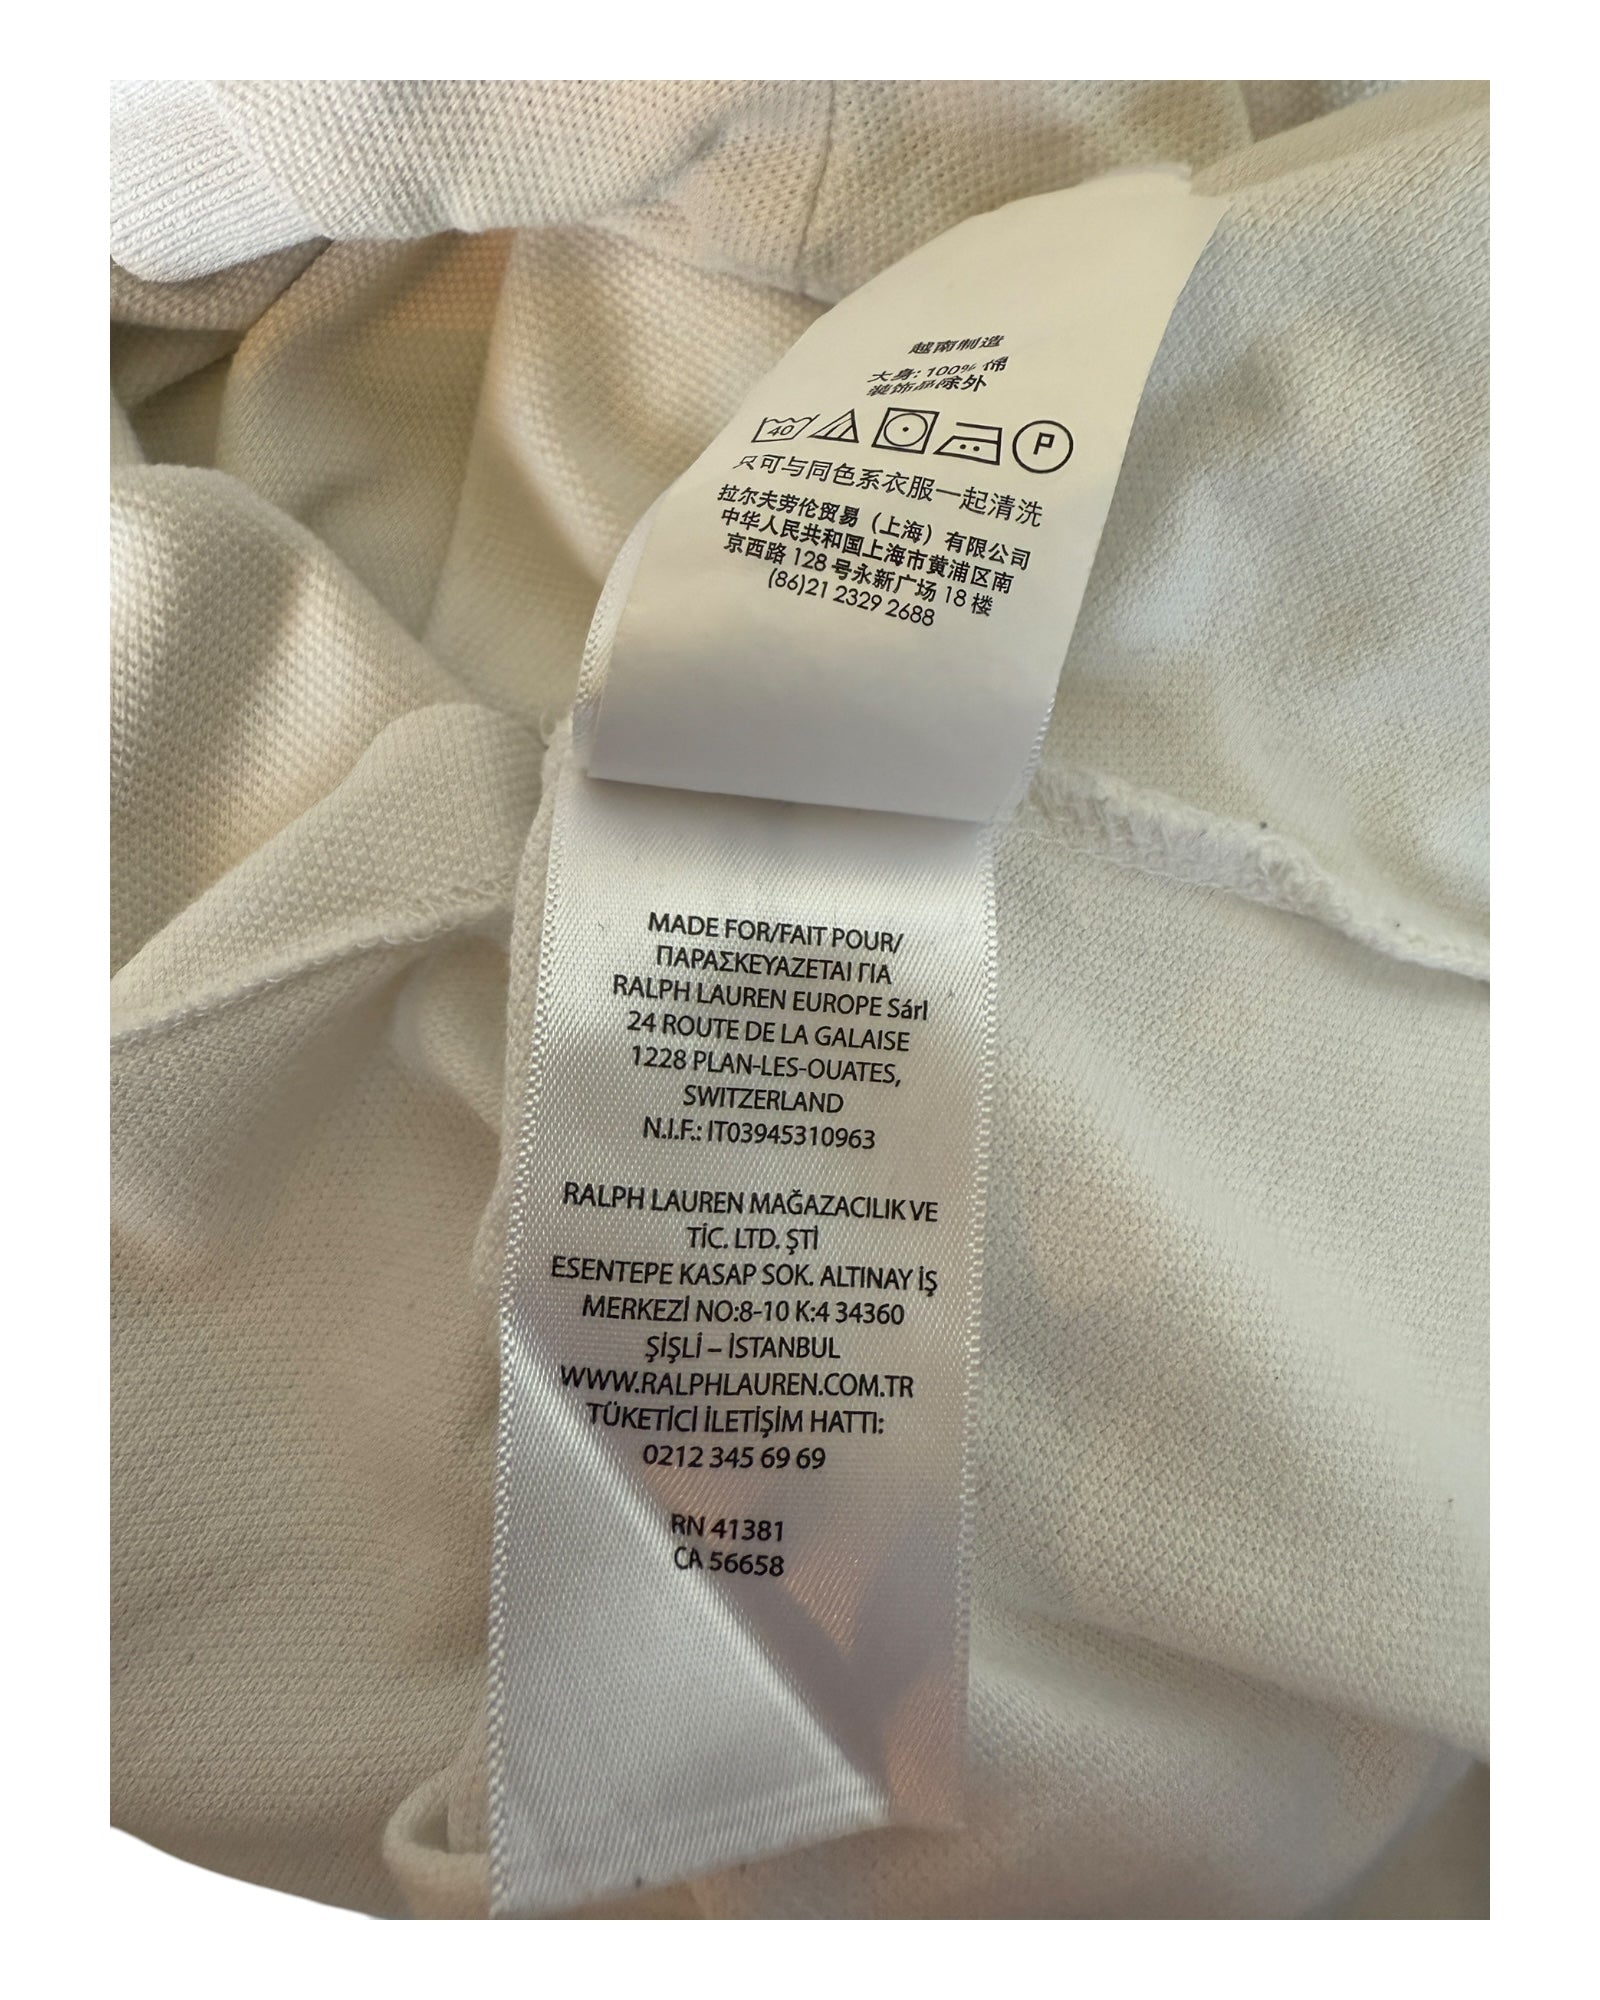 越南制造
大身: 100% 棉
装饰品除外
40 P
只可与同色系衣服一起清洗
拉尔夫劳伦贸易（上海）有限公司
中华人民共和国上海市黄浦区南
京西路 128 号永新广场 18 楼
(86)21 2329 2688
MADE FOR/FAIT POUR/
ΠΑΡΑΣΚΕΥΑΖΕΤΑΙ ΓΙΑ
RALPH LAUREN EUROPE Sárl
24 ROUTE DE LA GALAISE
1228 PLAN-LES-OUATES,
SWITZERLAND
N.I.F.: IT03945310963
RALPH LAUREN MAĞAZACILIK VE
TİC. LTD. ŞTİ
ESENTEPE KASAP SOK. ALTINAY İŞ
MERKEZİ NO:8-10 K:4 34360
ŞİŞLİ – İSTANBUL
WWW.RALPHLAUREN.COM.TR
TÜKETİCİ İLETİŞİM HATTI:
0212 345 69 69
RN 41381
CA 56658